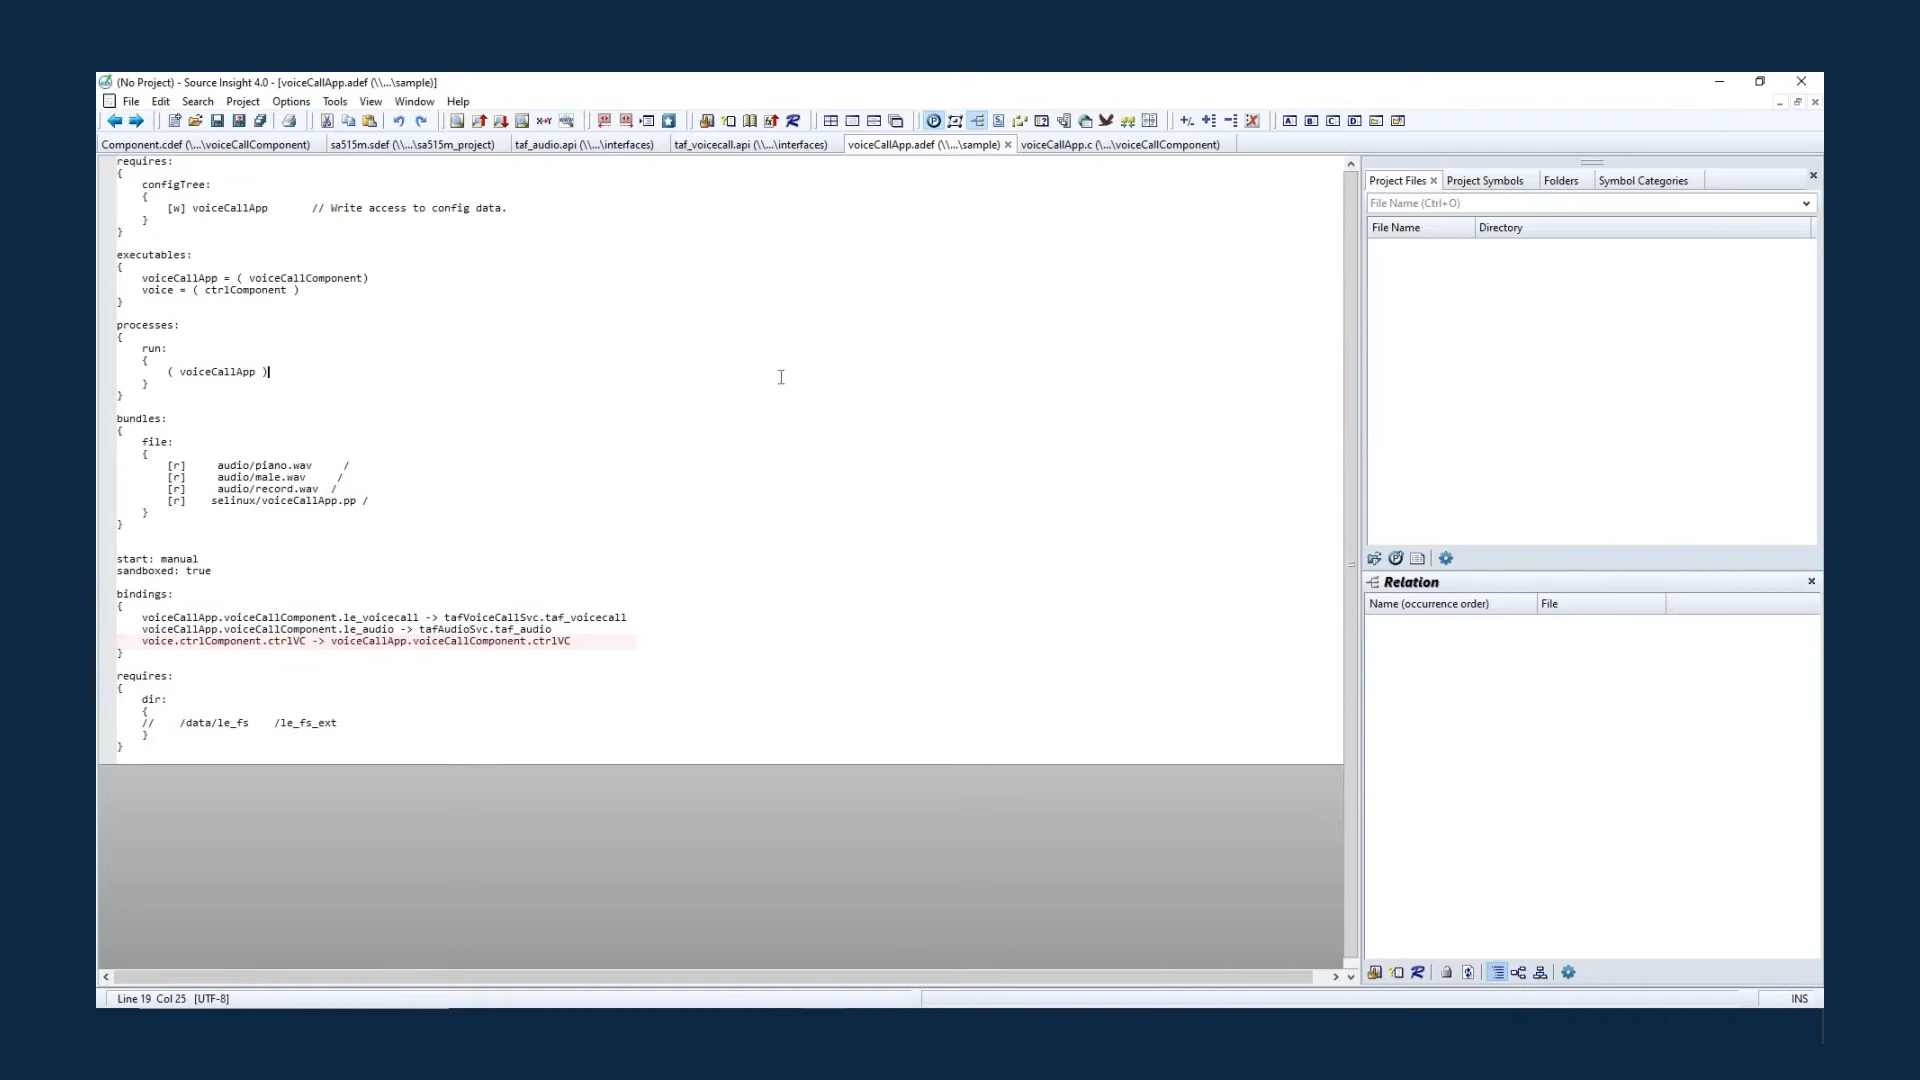 (No Project) - Source Insight 4.0 - [voiceCallApp.adef (\\...\sample)]
File Edit Search Project Options Tools View Window Help
Component.cdef (\...\voiceCallComponent) sa515m.sdef (\\...\sa515m_project) taf_audio.api (\\...\interfaces) taf_voicecall.api (\\...\interfaces) voiceCallApp.adef (\\...\sample) voiceCallApp.c (\...\voiceCallComponent)
requires:
{
configTree:
{
[w] voiceCallApp // Write access to config data.
}
}
executables:
{
voiceCallApp = ( voiceCallComponent)
voice = ( ctrlComponent )
}
processes:
{
run:
{
( voiceCallApp )
}
}
bundles:
{
file:
{
[r] audio/piano.wav /
[r] audio/male.wav /
[r] audio/record.wav /
[r] selinux/voiceCallApp.pp /
}
}
start: manual
sandboxed: true
bindings:
{
voiceCallApp.voiceCallComponent.le_voicecall -> tafVoiceCallSvc.taf_voicecall
voiceCallApp.voiceCallComponent.le_audio -> tafAudioSvc.taf_audio
voice.ctrlComponent.ctrlVC -> voiceCallApp.voiceCallComponent.ctrlVC
}
requires:
{
dir:
{
// /data/le_fs /le_fs_ext
}
}
Project Files Project Symbols Folders Symbol Categories
File Name (Ctrl+O)
File Name Directory
Relation
Name (occurrence order) File
Line 19 Col 25 [UTF-8]
INS